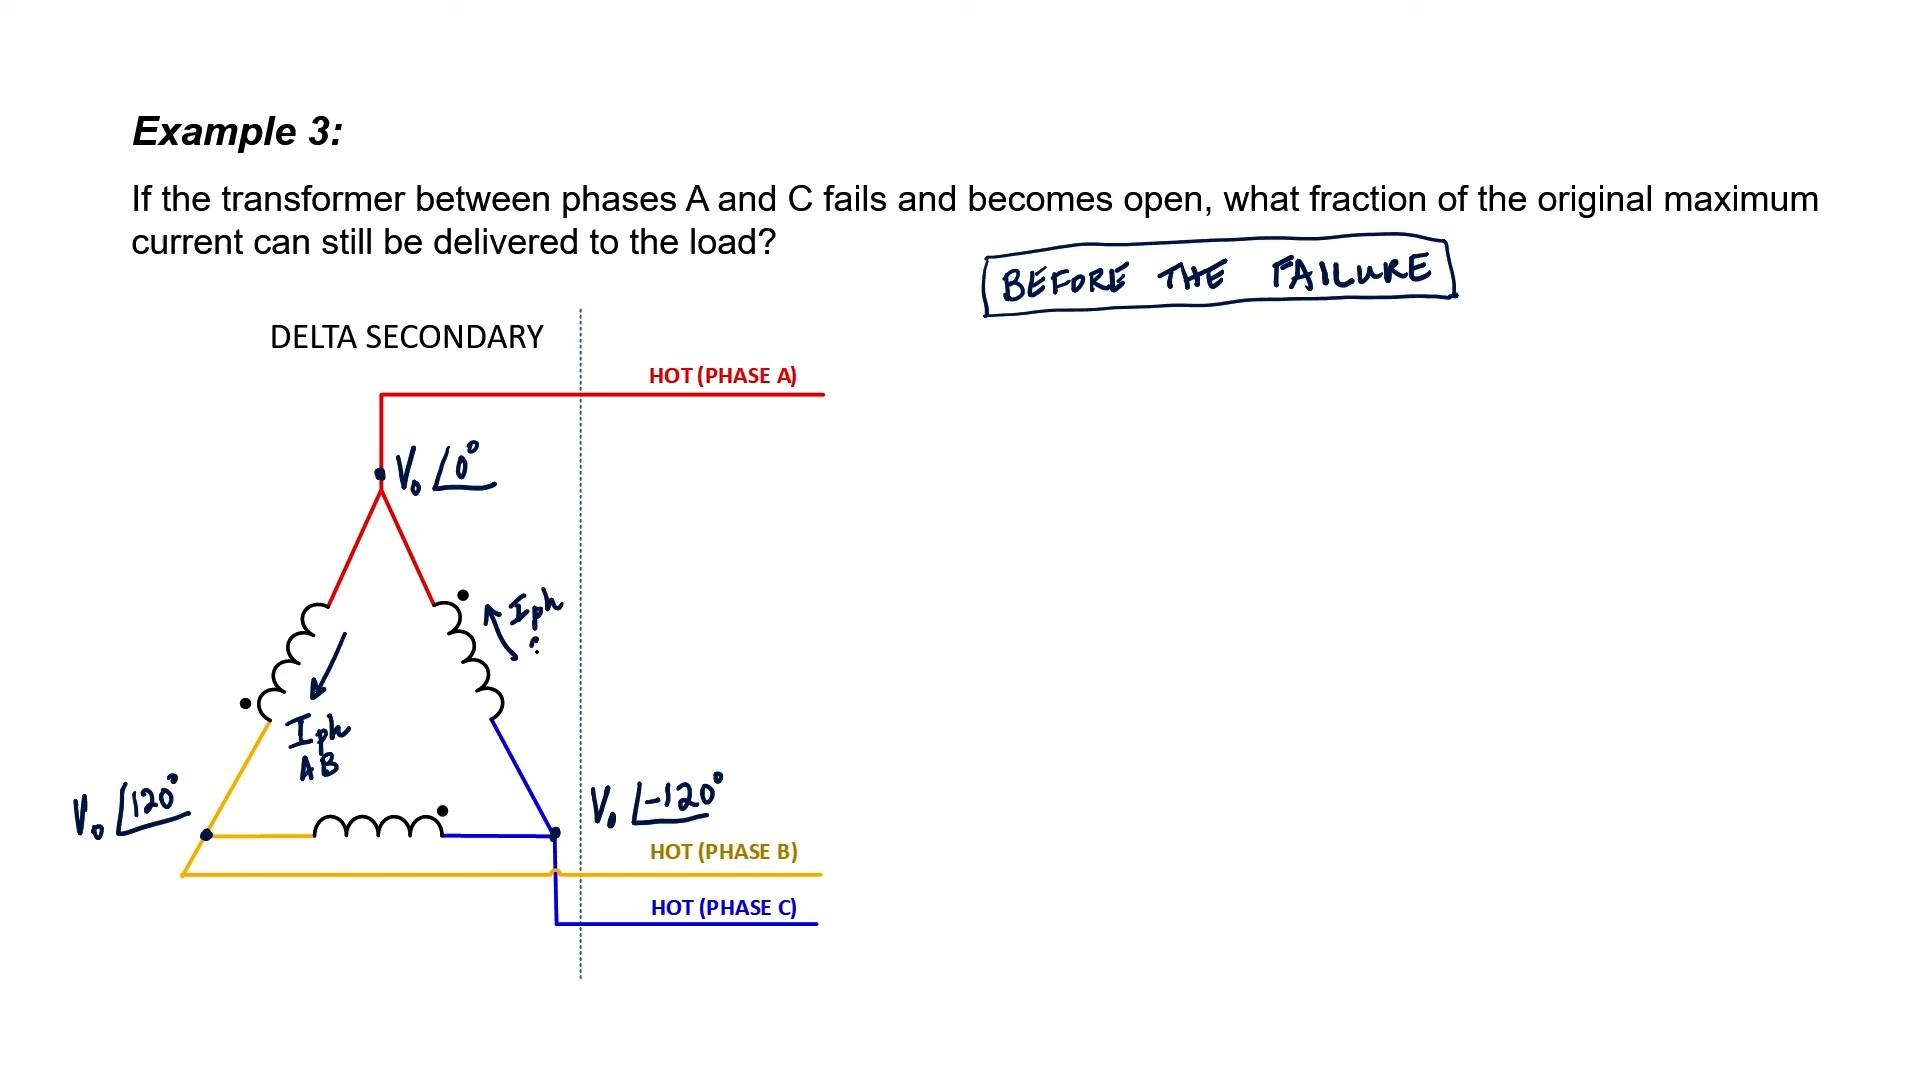 Example 3:
If the transformer between phases A and C fails and becomes open, what fraction of the original maximum
current can still be delivered to the load?
BEFORE THE FAILURE
DELTA SECONDARY
HOT (PHASE A)
V₀ ∠0°
Iph
?
Iph
AB
V₀ ∠120°
V₀ ∠-120°
HOT (PHASE B)
HOT (PHASE C)